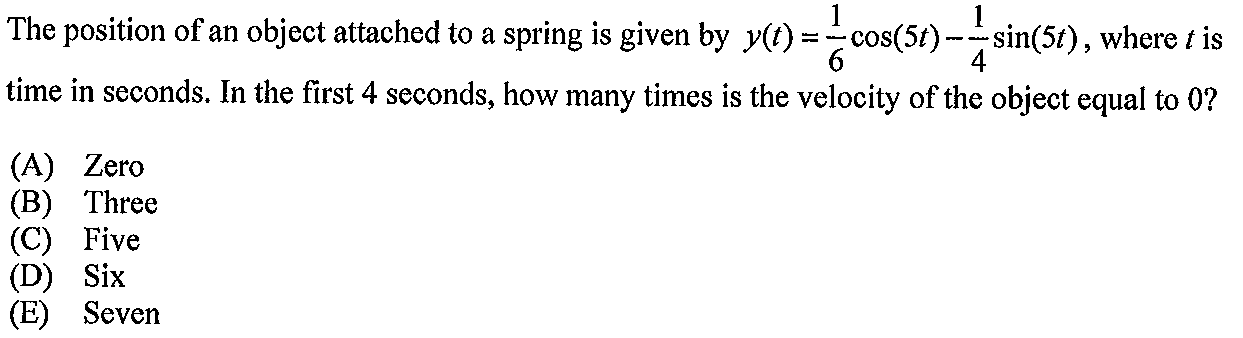 The position of an object attached to a spring is given by y(t) = 1/6 cos(5t) − 1/4 sin(5t), where t is
time in seconds. In the first 4 seconds, how many times is the velocity of the object equal to 0?
(A) Zero
(B) Three
(C) Five
(D) Six
(E) Seven